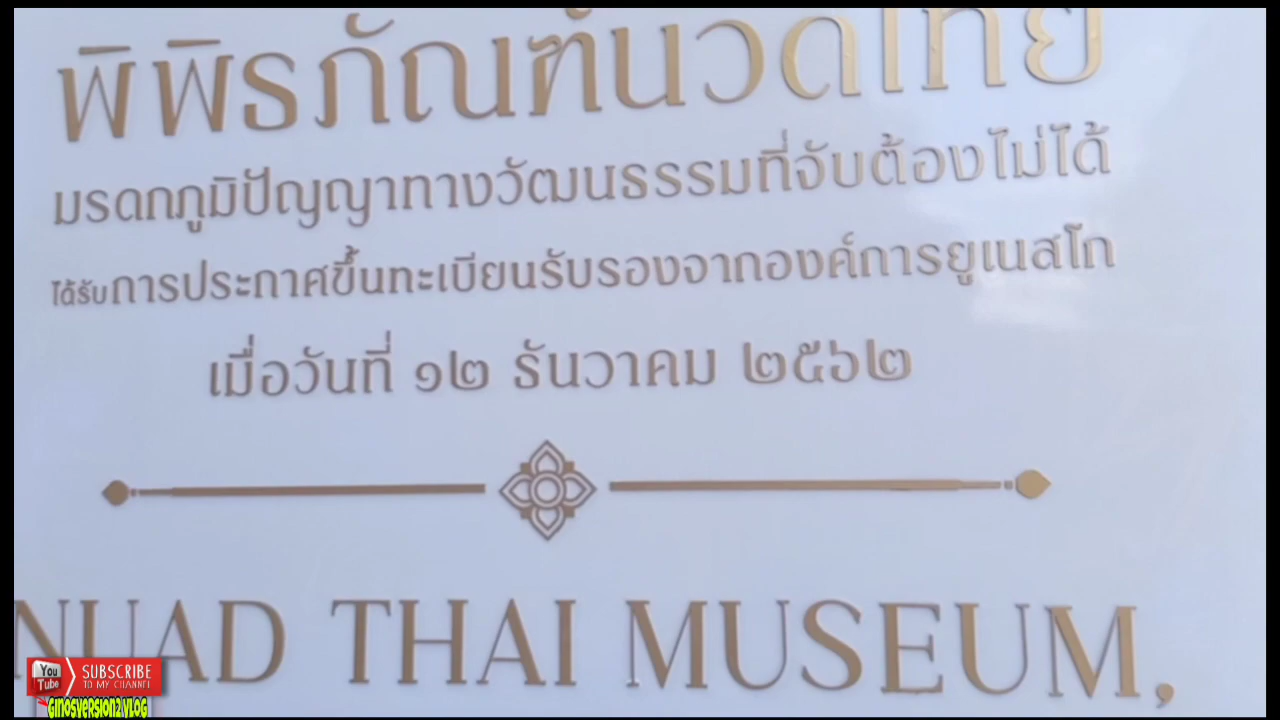 พิพิธภัณฑ์นวดไทย
มรดกภูมิปัญญาทางวัฒนธรรมที่จับต้องไม่ได้
ได้รับการประกาศขึ้นทะเบียนรับรองจากองค์การยูเนสโก
เมื่อวันที่ ๑๒ ธันวาคม ๒๕๖๒
NUAD THAI MUSEUM,
You Tube SUBSCRIBE
TO MY CHANNEL
GINOSVERSION2 VLOG